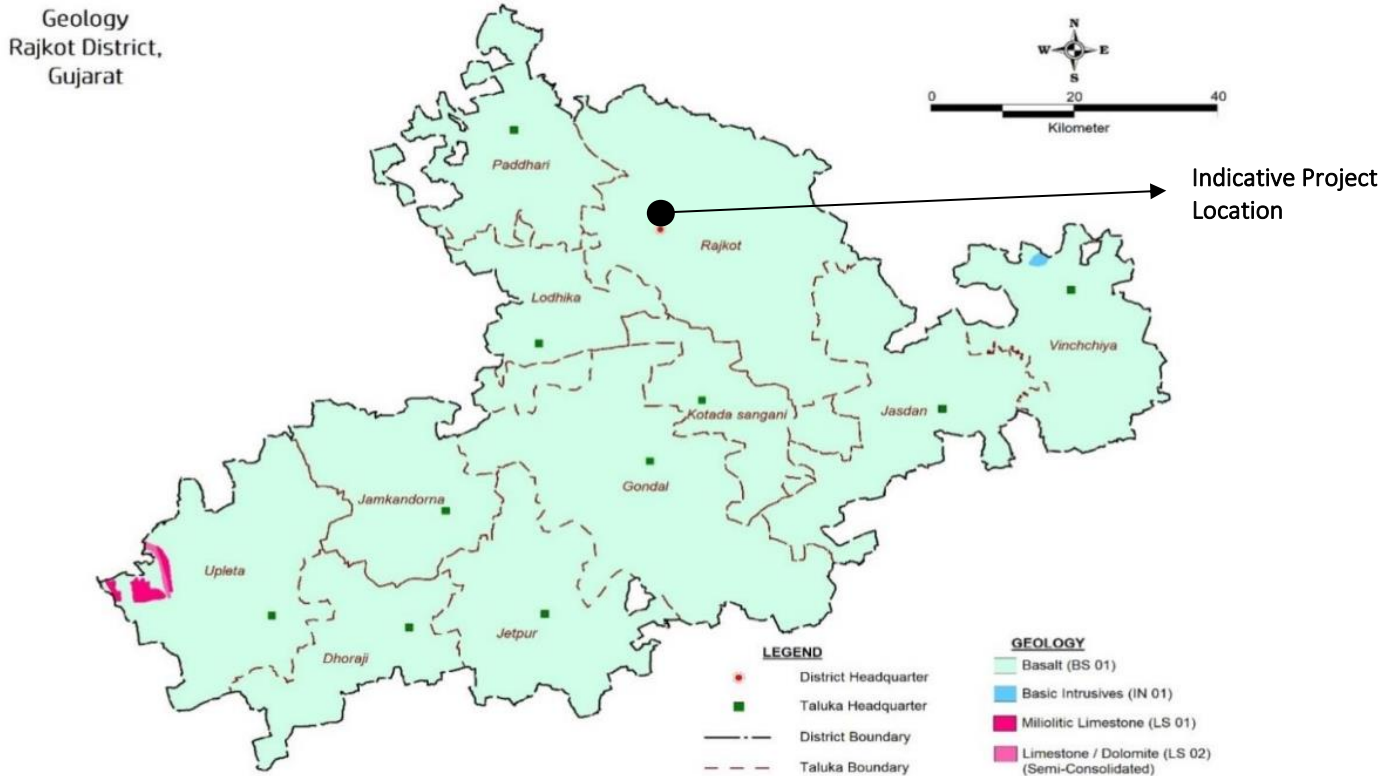 Geology
Rajkot District,
Gujarat
N
W E
S
0 20 40
Kilometer
Indicative Project
Location
Paddhari
Rajkot
Lodhika
Vinchchiya
Kotada sangani
Jasdan
Gondal
Jamkandorna
Upleta
Jetpur
Dhoraji
LEGEND
District Headquarter
Taluka Headquarter
District Boundary
Taluka Boundary
GEOLOGY
Basalt (BS 01)
Basic Intrusives (IN 01)
Miliolitic Limestone (LS 01)
Limestone / Dolomite (LS 02)
(Semi-Consolidated)